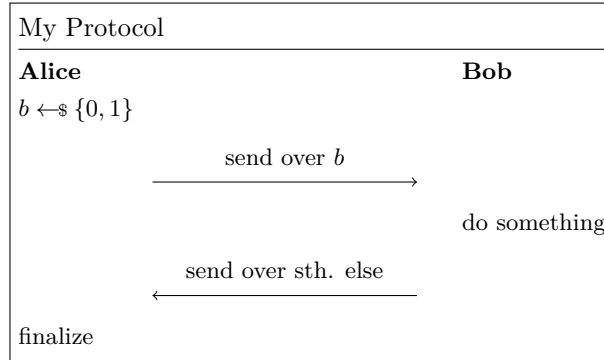 My Protocol
Alice Bob
b ←$ {0, 1}
send over b
do something
send over sth. else
finalize